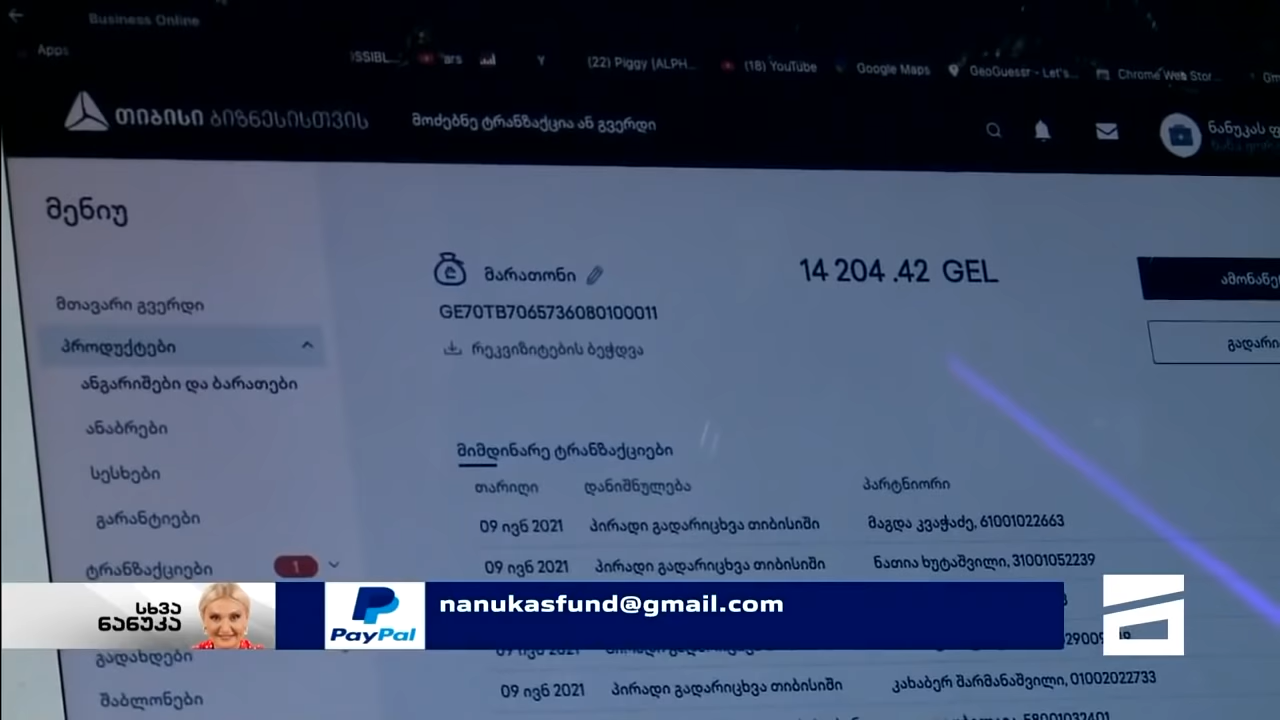 Business Online
Apps
(22) Piggy [ALPH...
(18) YouTube
Google Maps
GeoGuessr - Let's...
Chrome Web Stor...
თიბისი ბიზნესისთვის
მოძებნე ტრანზაქცია ან გვერდი
ნანუკას
მენიუ
მარათონი
14 204.42 GEL
GE70TB7065736080100011
რეკვიზიტების ბეჭდვა
მთავარი გვერდი
პროდუქტები
ანგარიშები და ბარათები
ანაბრები
სესხები
გარანტიები
ტრანზაქციები 1
გადახდები
შაბლონები
მიმდინარე ტრანზაქციები
თარიღი დანიშნულება პარტნიორი
09 ივნ 2021 პირადი გადარიცხვა თიბისიში მაგდა კვაჭაძე, 61001022663
09 ივნ 2021 პირადი გადარიცხვა თიბისიში ნათია ხუტაშვილი, 31001052239
09 ივნ 2021 პირადი გადარიცხვა თიბისიში კახაბერ შარმანაშვილი, 01002022733
სხვა
ნანუკა
PayPal
nanukasfund@gmail.com